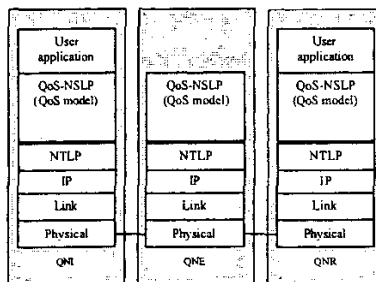 User
application
QoS-NSLP
(QoS model)
NTLP
IP
Link
Physical
QNI
QoS-NSLP
(QoS model)
NTLP
IP
Link
Physical
QNE
User
application
QoS-NSLP
(QoS model)
NTLP
IP
Link
Physical
QNR